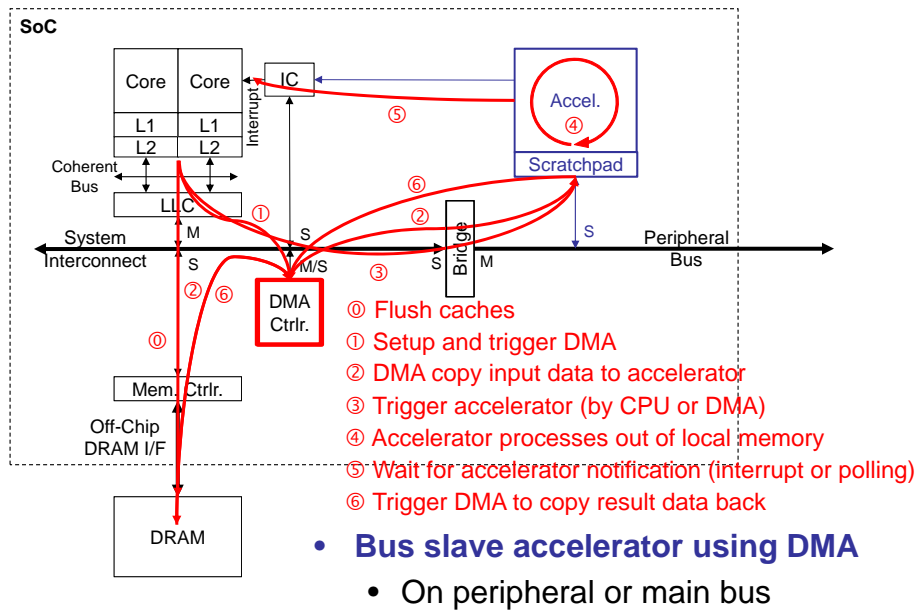 SoC
Core
Core
IC
Interrupt
Accel.
④
⑤
L1
L1
L2
L2
Scratchpad
Coherent
Bus
⑥
LLC
①
②
M
S
S
System
Interconnect
Bridge
Peripheral
Bus
S
M/S
③
S
M
②
⑥
DMA
Ctrlr.
⓪
⓪ Flush caches
① Setup and trigger DMA
② DMA copy input data to accelerator
③ Trigger accelerator (by CPU or DMA)
④ Accelerator processes out of local memory
⑤ Wait for accelerator notification (interrupt or polling)
⑥ Trigger DMA to copy result data back
Mem. Ctrlr.
Off-Chip
DRAM I/F
DRAM
• Bus slave accelerator using DMA
• On peripheral or main bus